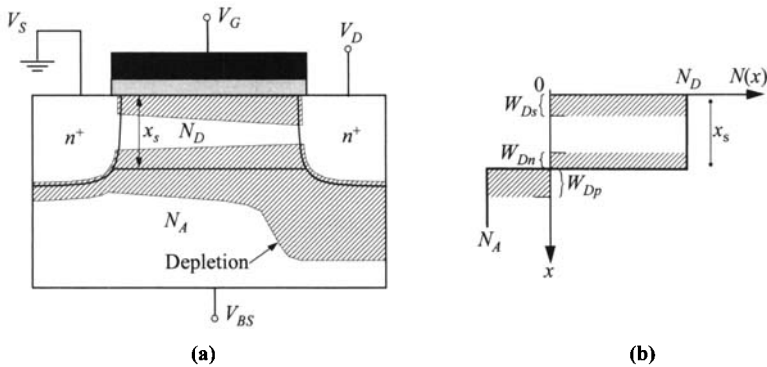 V_S
V_G
V_D
n⁺
x_s
N_D
n⁺
N_A
Depletion
V_BS
(a)
0
N_D
N(x)
W_Ds
x_s
W_Dn
W_Dp
N_A
x
(b)